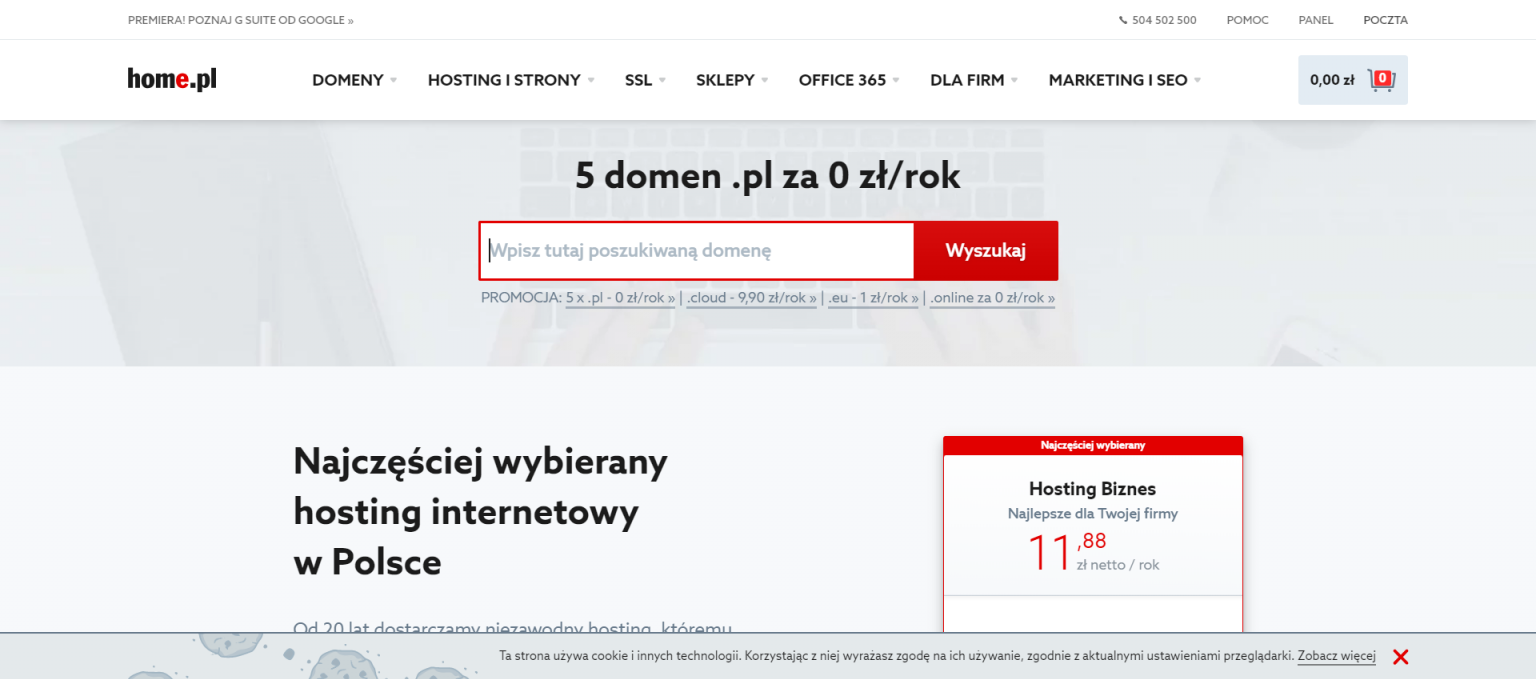 PREMIERA! POZNAJ G SUITE OD GOOGLE »
504 502 500 POMOC PANEL POCZTA
home.pl
DOMENY HOSTING I STRONY SSL SKLEPY OFFICE 365 DLA FIRM MARKETING I SEO
0,00 zł 0
5 domen .pl za 0 zł/rok
Wpisz tutaj poszukiwaną domenę
Wyszukaj
PROMOCJA: 5 x .pl - 0 zł/rok » | .cloud - 9,90 zł/rok » | .eu - 1 zł/rok » | .online za 0 zł/rok »
Najczęściej wybierany
hosting internetowy
w Polsce
Od 20 lat dostarczamy niezawodny hosting, któremu
Najczęściej wybierany
Hosting Biznes
Najlepsze dla Twojej firmy
11,88
zł netto / rok
Ta strona używa cookie i innych technologii. Korzystając z niej wyrażasz zgodę na ich używanie, zgodnie z aktualnymi ustawieniami przeglądarki. Zobacz więcej